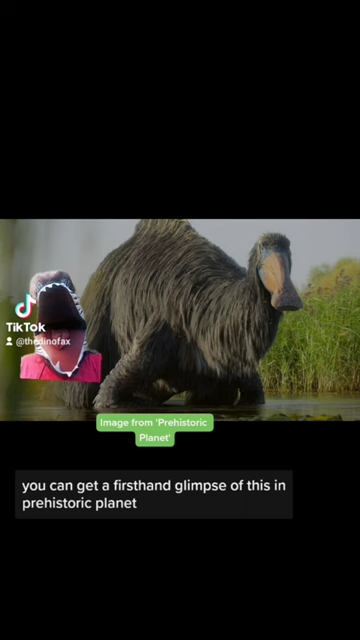 TikTok
@thedinofax
Image from 'Prehistoric
Planet'
you can get a firsthand glimpse of this in
prehistoric planet